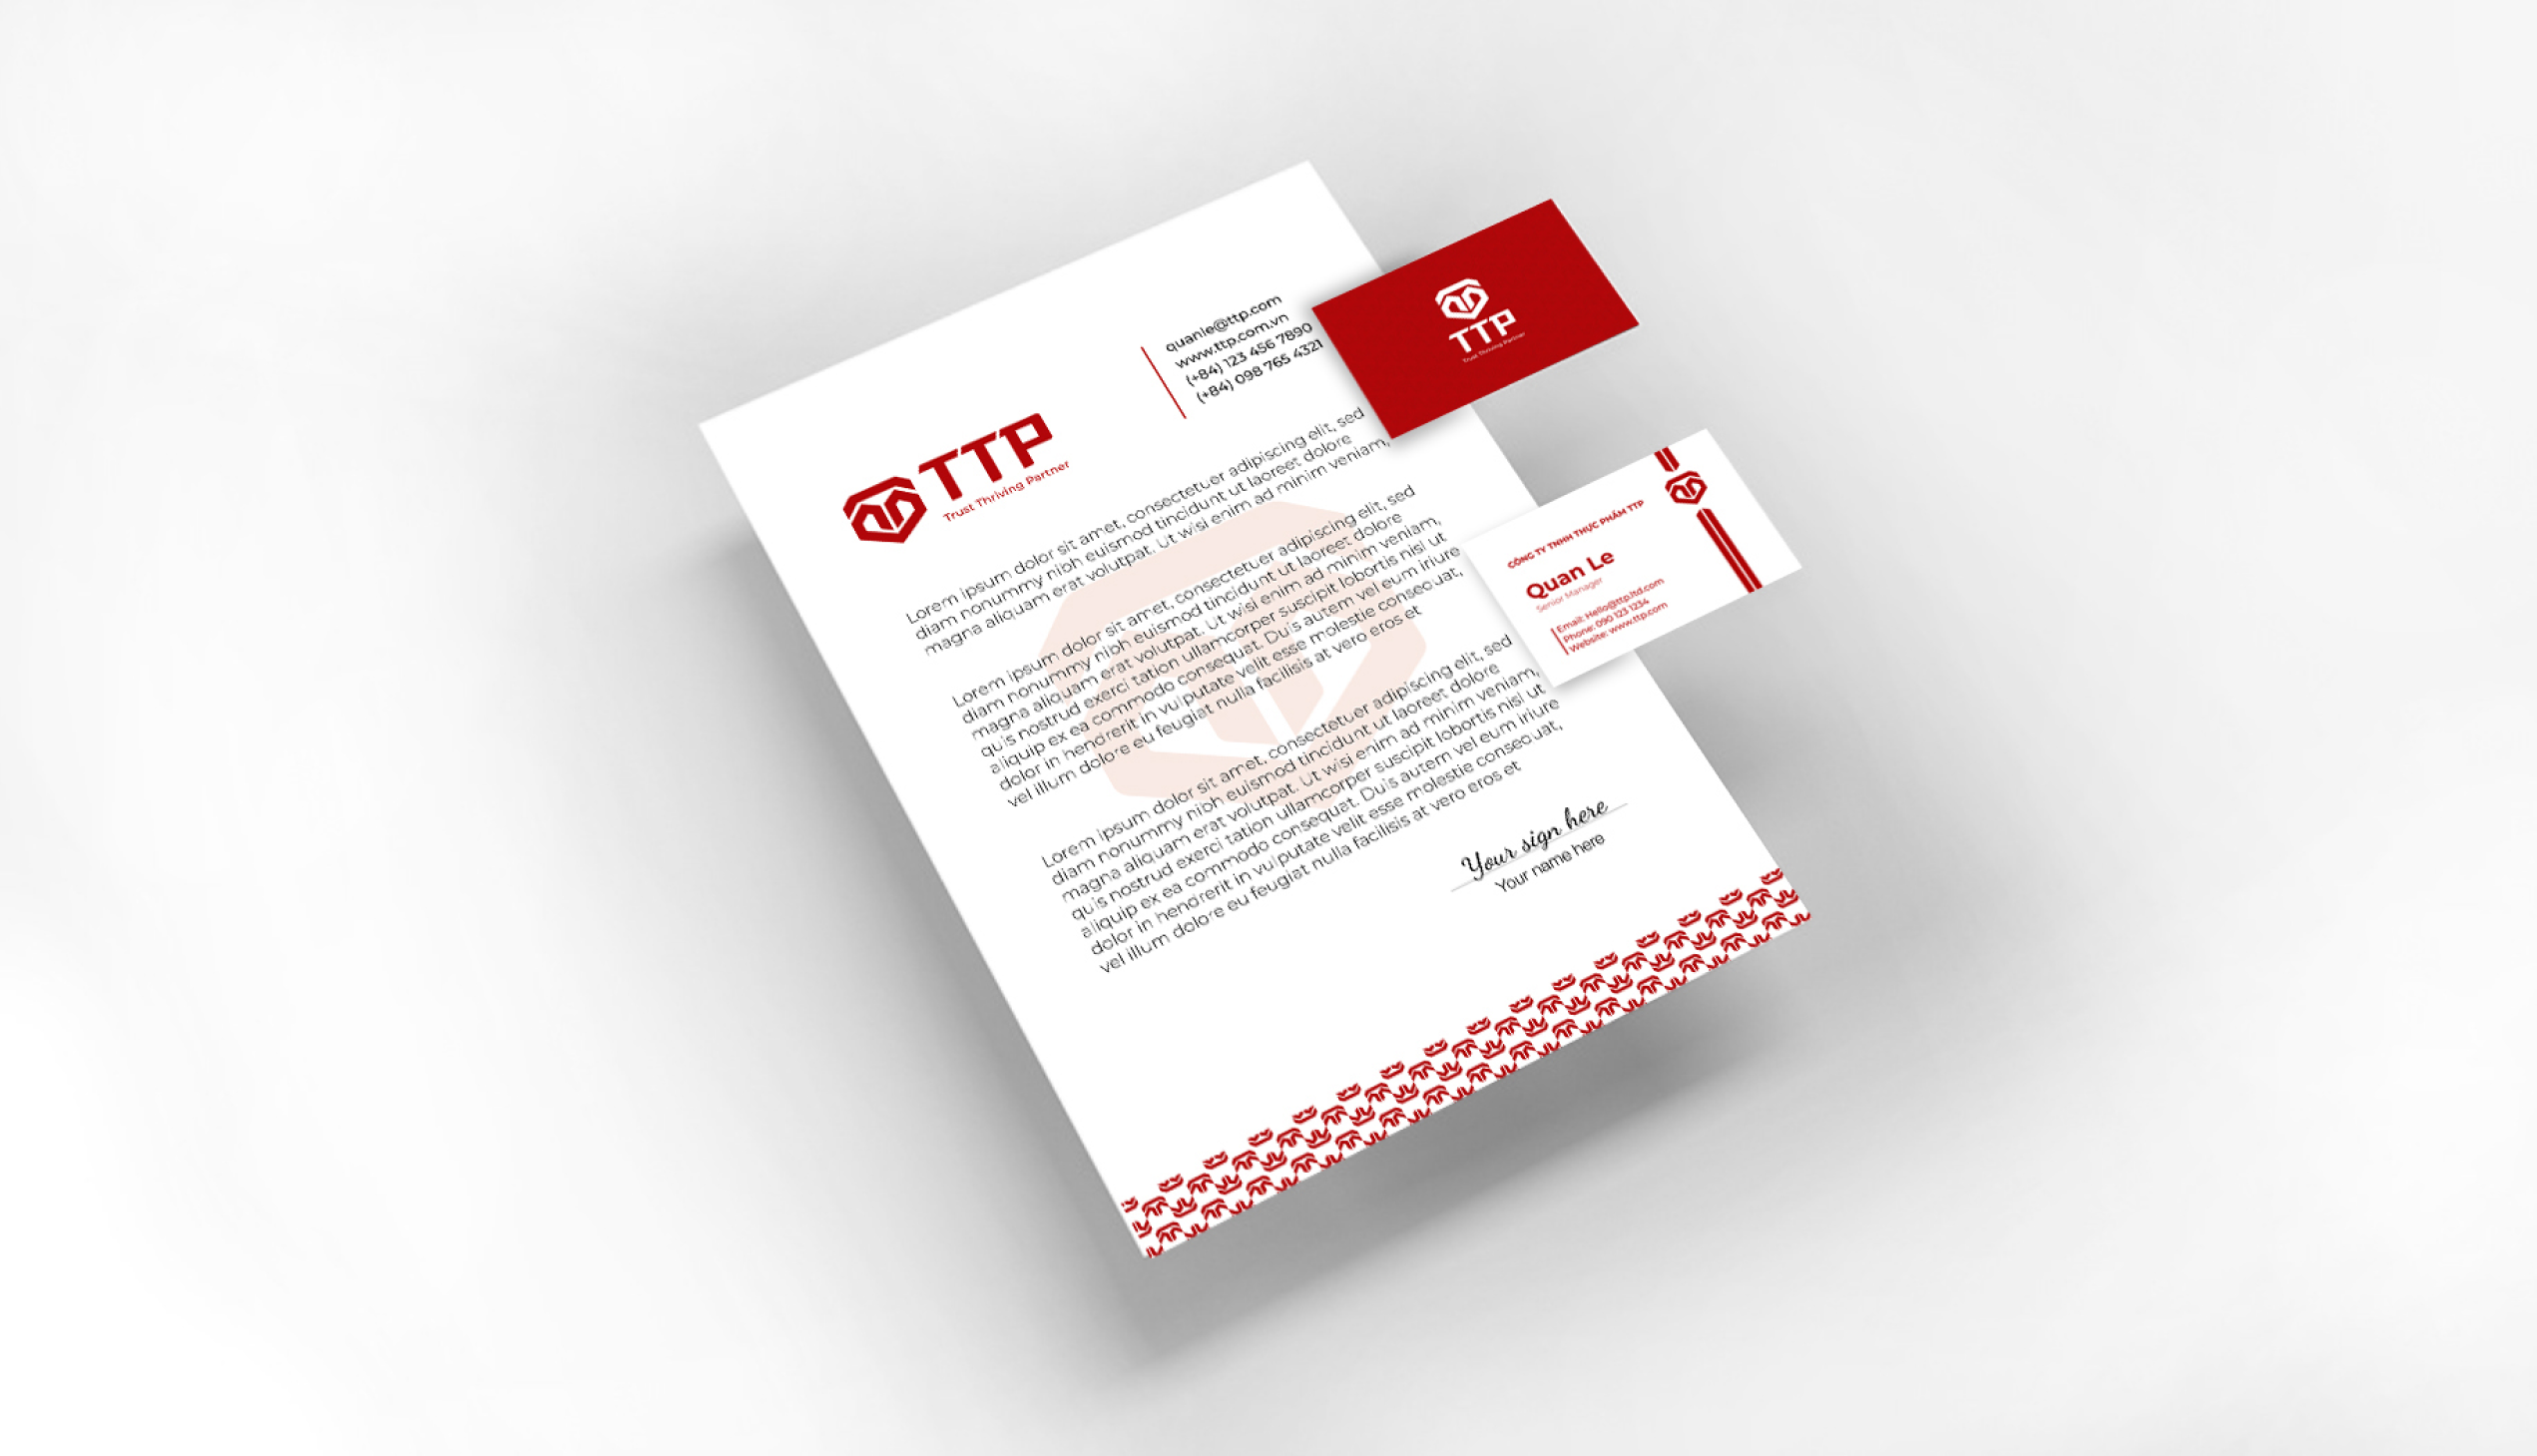 quanle@ttp.com
www.ttp.com.vn
(+84) 123 456 7890
(+84) 098 765 4321
TTP
Trust Thriving Partner
Lorem ipsum dolor sit amet, consectetuer adipiscing elit, sed
diam nonummy nibh euismod tincidunt ut laoreet dolore
magna aliquam erat volutpat. Ut wisi enim ad minim veniam,
Lorem ipsum dolor sit amet, consectetuer adipiscing elit, sed
diam nonummy nibh euismod tincidunt ut laoreet dolore
magna aliquam erat volutpat. Ut wisi enim ad minim veniam,
quis nostrud exerci tation ullamcorper suscipit lobortis nisl ut
aliquip ex ea commodo consequat. Duis autem vel eum iriure
dolor in hendrerit in vulputate velit esse molestie consequat,
vel illum dolore eu feugiat nulla facilisis at vero eros et
Lorem ipsum dolor sit amet, consectetuer adipiscing elit, sed
diam nonummy nibh euismod tincidunt ut laoreet dolore
magna aliquam erat volutpat. Ut wisi enim ad minim veniam,
quis nostrud exerci tation ullamcorper suscipit lobortis nisl ut
aliquip ex ea commodo consequat. Duis autem vel eum iriure
dolor in hendrerit in vulputate velit esse molestie consequat,
vel illum dolore eu feugiat nulla facilisis at vero eros et
Your sign here
Your name here
TTP
Trust Thriving Partner
CÔNG TY TNHH THỰC PHẨM TTP
Quan Le
Senior Manager
Email: Hello@ttp.ltd.com
Phone: 090 123 1234
Website: www.ttp.com